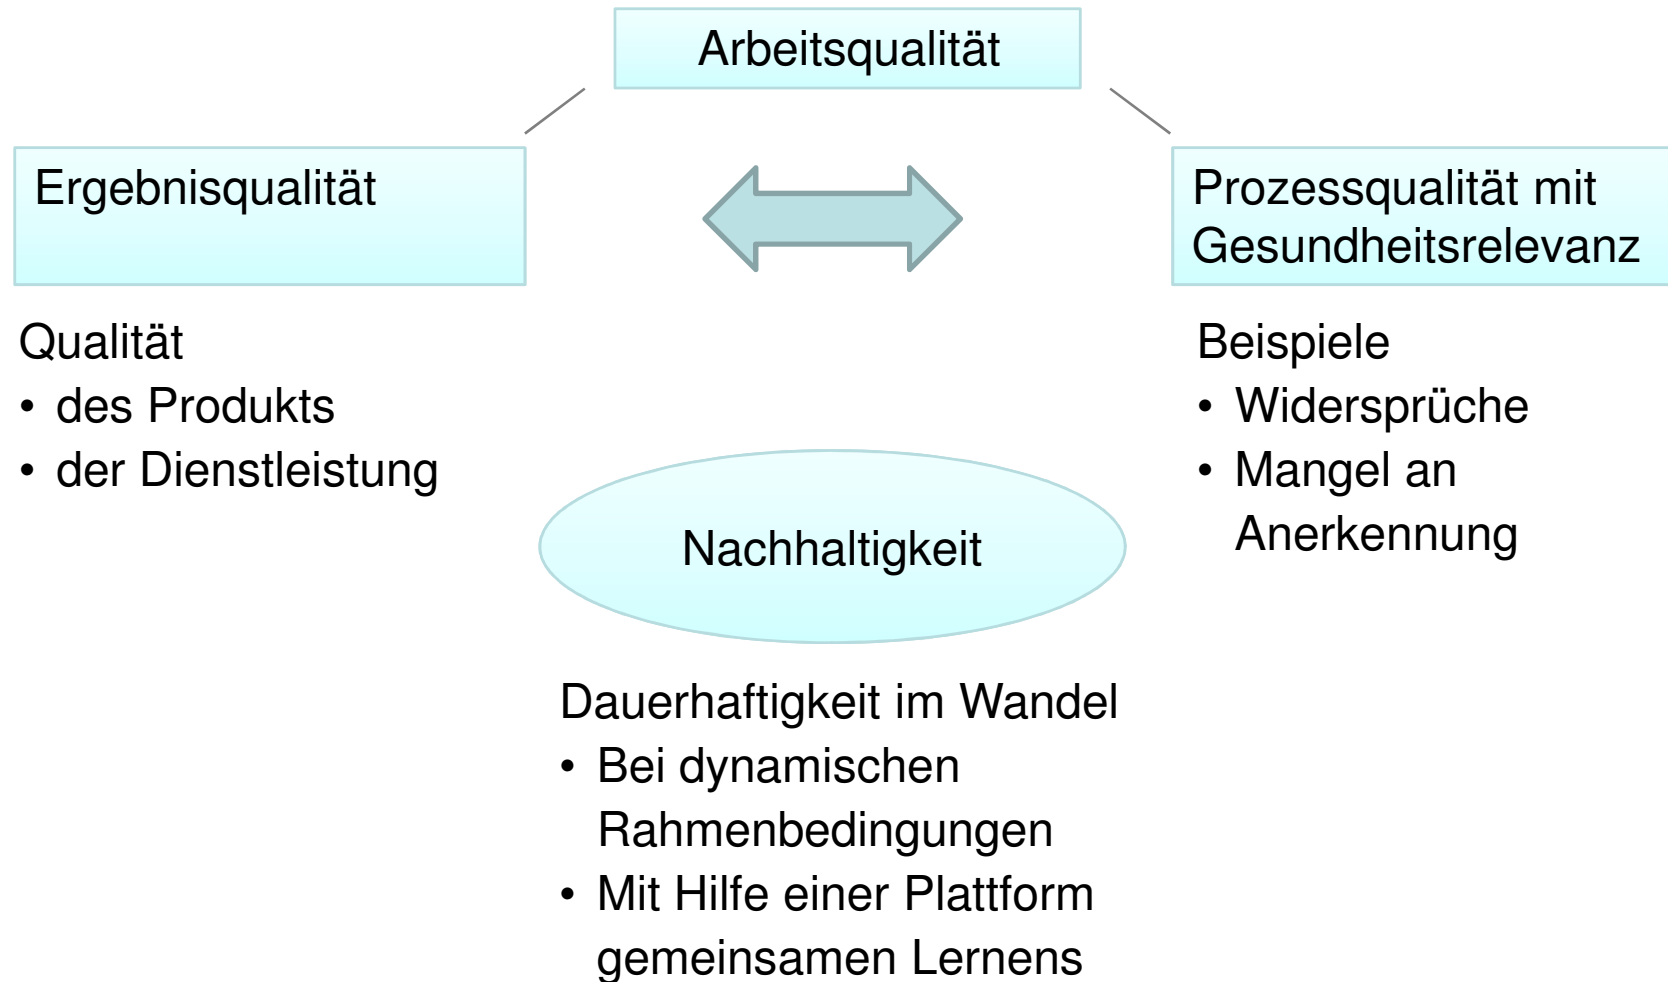 Arbeitsqualität
Ergebnisqualität
Prozessqualität mit
Gesundheitsrelevanz
Qualität
• des Produkts
• der Dienstleistung
Beispiele
• Widersprüche
• Mangel an
Anerkennung
Nachhaltigkeit
Dauerhaftigkeit im Wandel
• Bei dynamischen
Rahmenbedingungen
• Mit Hilfe einer Plattform
gemeinsamen Lernens